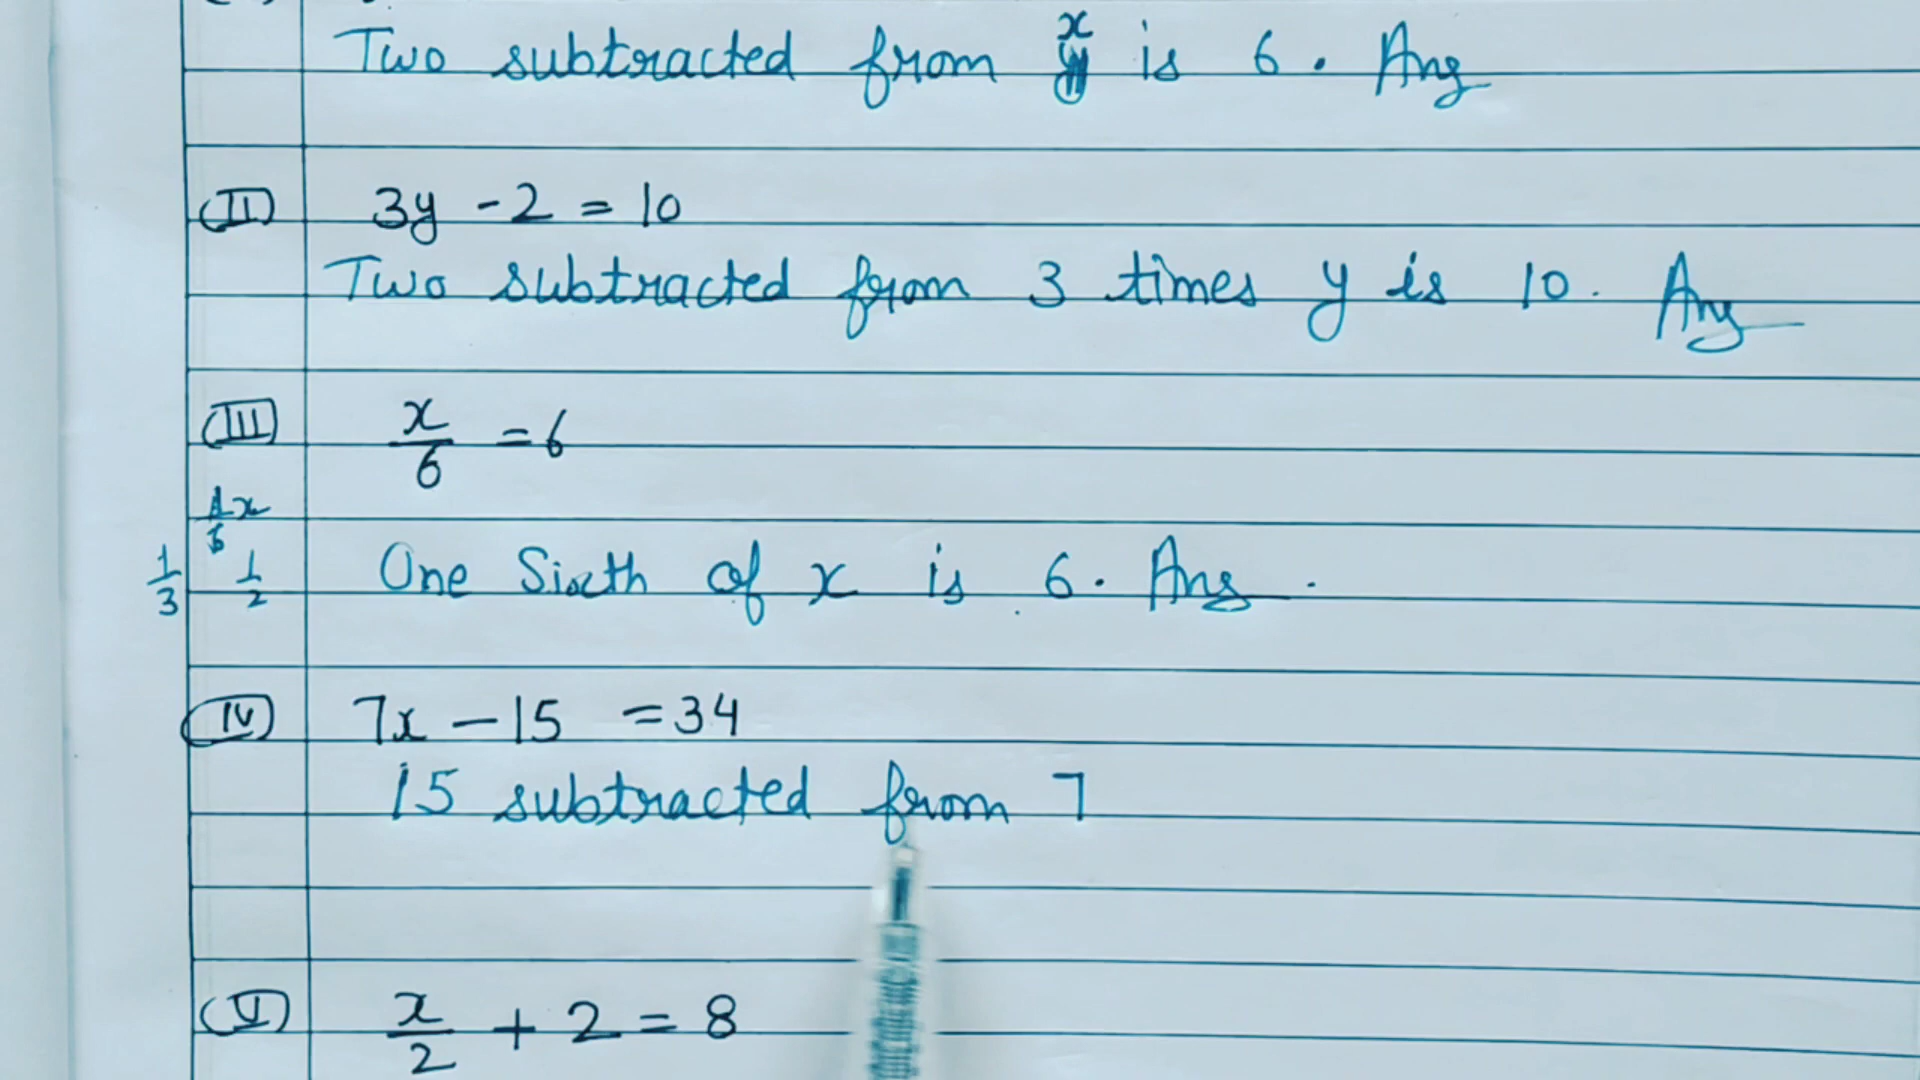 Two subtracted from x is 6. Ans
(II) 3y - 2 = 10
Two subtracted from 3 times y is 10. Ans
(III) x/6 = 6
1/6 x
1/3 1/2 One Sixth of x is 6. Ans.
(IV) 7x - 15 = 34
15 subtracted from 7
(V) x/2 + 2 = 8